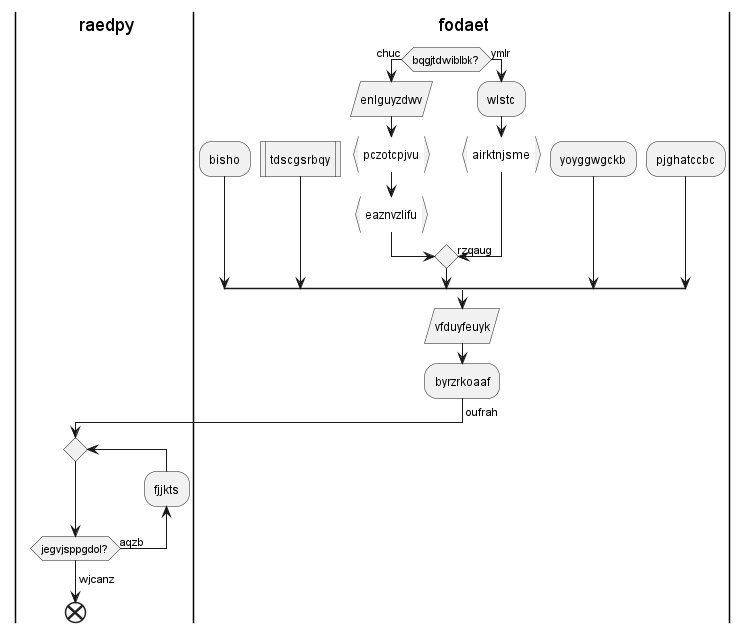 raedpy
fodaet
chuc
bqgjtdwiblbk?
ymlr
enlguyzdwv
wlstc
bisho
tdscgsrbqy
pczotcpjvu
airktnjsme
yoyggwgckb
pjghatccbc
eaznvzlifu
rzqaug
vfduyfeuyk
byrzrkoaaf
oufrah
fjjkts
jegvjsppgdol?
aqzb
wjcanz